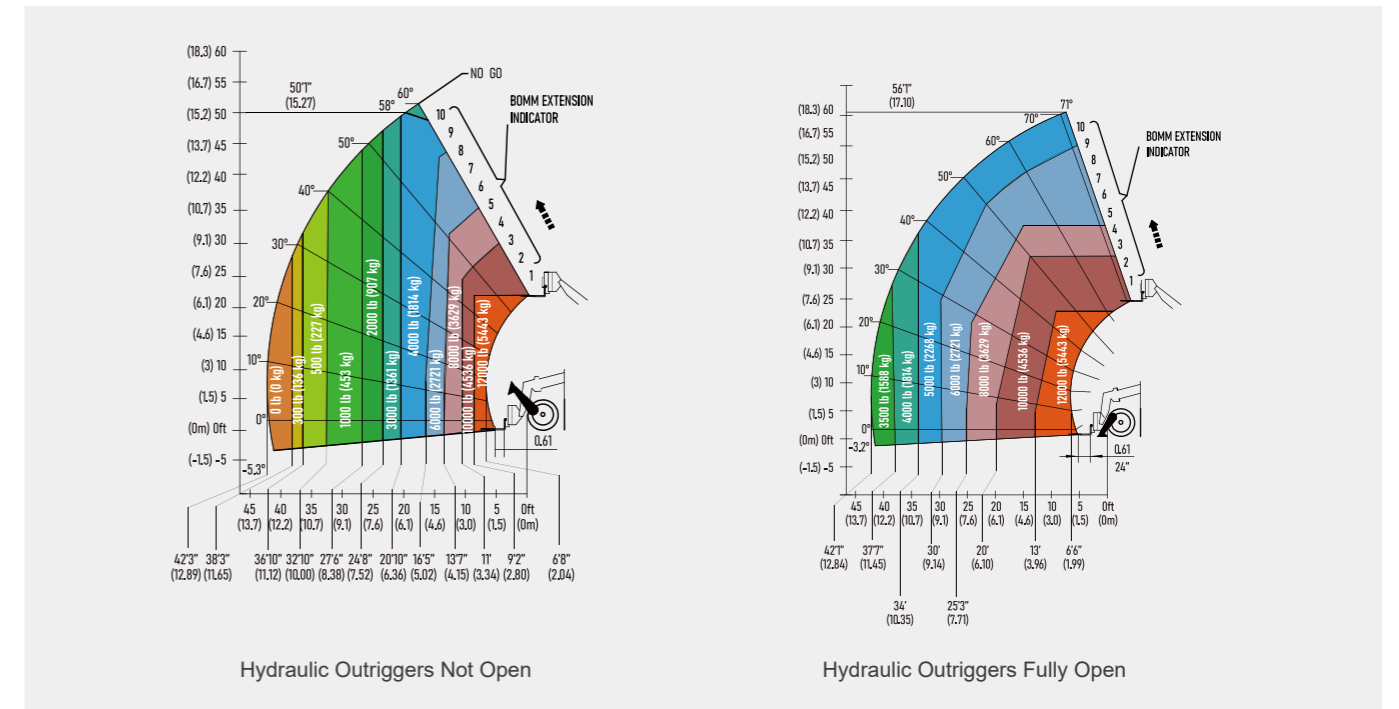 (18.3) 60
(16.7) 55
(15.2) 50
(13.7) 45
(12.2) 40
(10.7) 35
(9.1) 30
(7.6) 25
(6.1) 20
(4.6) 15
(3) 10
(1.5) 5
(0m) 0ft
(-1.5) -5
50'1"
(15.27)
58° 60°
50°
40°
30°
20°
10°
0°
-5.3°
NO GO
BOMM EXTENSION
INDICATOR
10
9
8
7
6
5
4
3
2
1
0 lb (0 kg)
300 lb (136 kg)
500 lb (227 kg)
1000 lb (453 kg)
2000 lb (907 kg)
3000 lb (1361 kg)
4000 lb (1814 kg)
6000 lb (2721 kg)
8000 lb (3629 kg)
10000 lb (4536 kg)
12000 lb (5443 kg)
0.61
45 40 35 30 25 20 15 10 5 0ft
(13.7) (12.2) (10.7) (9.1) (7.6) (6.1) (4.6) (3.0) (1.5) (0m)
42'3" 38'3" 36'10" 32'10" 27'6" 24'8" 20'10" 16'5" 13'7" 11' 9'2" 6'8"
(12.89) (11.65) (11.12) (10.00) (8.38) (7.52) (6.36) (5.02) (4.15) (3.34) (2.80) (2.04)
Hydraulic Outriggers Not Open
(18.3) 60
(16.7) 55
(15.2) 50
(13.7) 45
(12.2) 40
(10.7) 35
(9.1) 30
(7.6) 25
(6.1) 20
(4.6) 15
(3) 10
(1.5) 5
(0m) 0ft
(-1.5) -5
56'1"
(17.10)
71°
70°
60°
50°
40°
30°
20°
10°
0°
-3.2°
BOMM EXTENSION
INDICATOR
10
9
8
7
6
5
4
3
2
1
3500 lb (1588 kg)
4000 lb (1814 kg)
5000 lb (2268 kg)
6000 lb (2721 kg)
8000 lb (3629 kg)
10000 lb (4536 kg)
12000 lb (5443 kg)
0.61
24"
45 40 35 30 25 20 15 10 5 0ft
(13.7) (12.2) (10.7) (9.1) (7.6) (6.1) (4.6) (3.0) (1.5) (0m)
42'1" 37'7" 30' 20' 13' 6'6"
(12.84) (11.45) (9.14) (6.10) (3.96) (1.99)
34' 25'3"
(10.35) (7.71)
Hydraulic Outriggers Fully Open